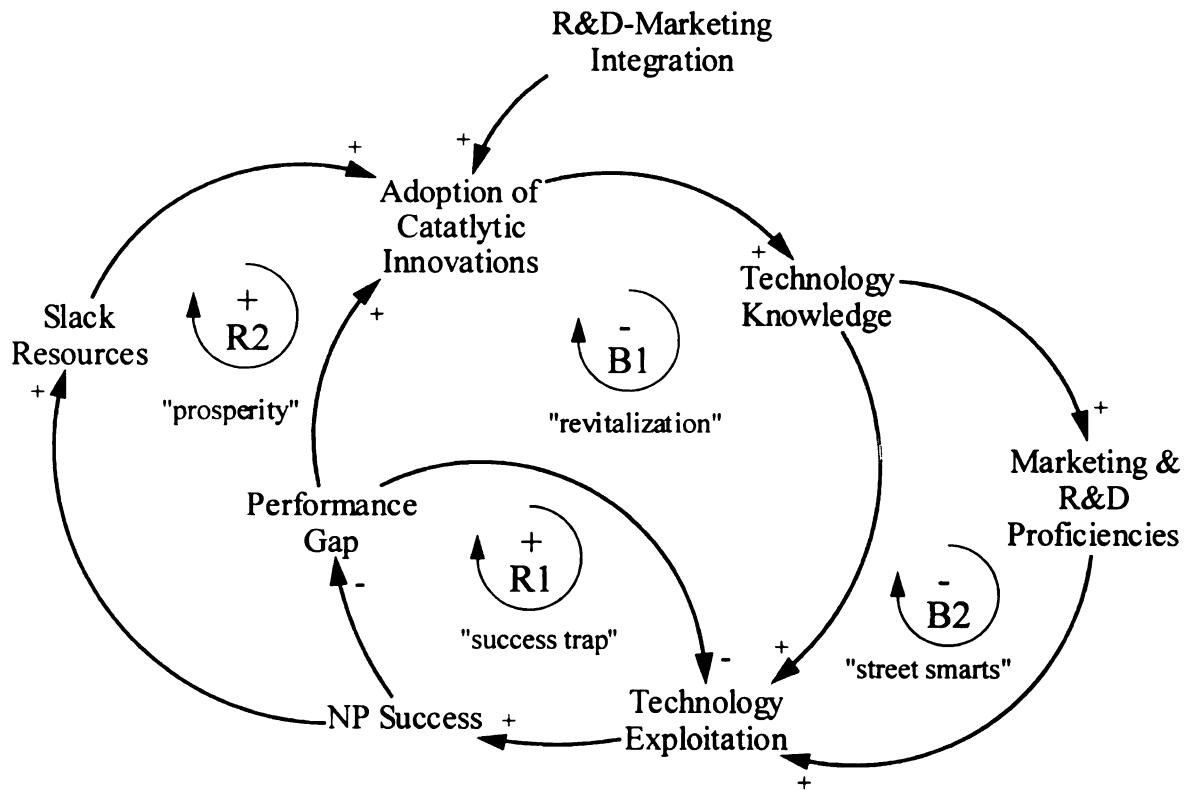 R&D-Marketing
Integration
+
+
Adoption of
Catatlytic
Innovations
+
Technology
Knowledge
+
Slack
Resources
+
+
R2
"prosperity"
-
B1
"revitalization"
+
Marketing &
R&D
Proficiencies
Performance
Gap
-
+
R1
"success trap"
-
B2
"street smarts"
-
+
Technology
Exploitation
+
NP Success
+